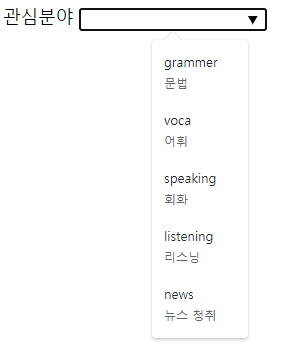 관심분야
grammer
문법
voca
어휘
speaking
회화
listening
리스닝
news
뉴스 청취